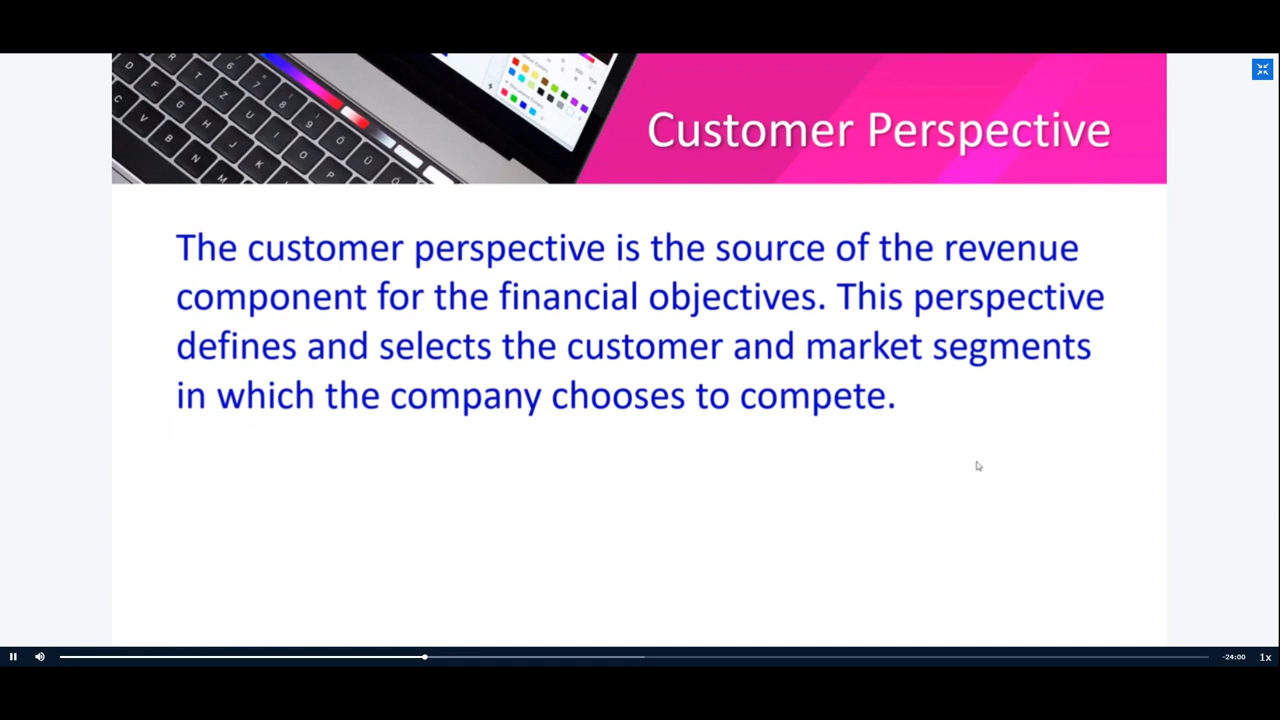 Customer Perspective
The customer perspective is the source of the revenue
component for the financial objectives. This perspective
defines and selects the customer and market segments
in which the company chooses to compete.
-24:00
1x